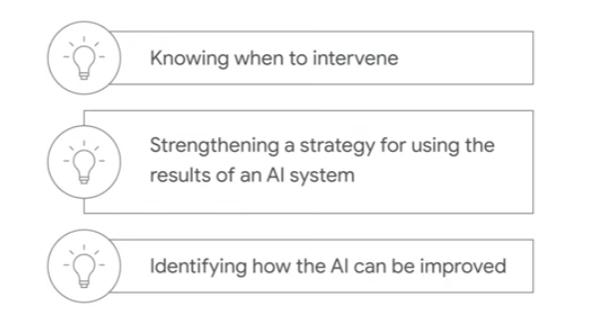 Knowing when to intervene
Strengthening a strategy for using the
results of an AI system
Identifying how the AI can be improved